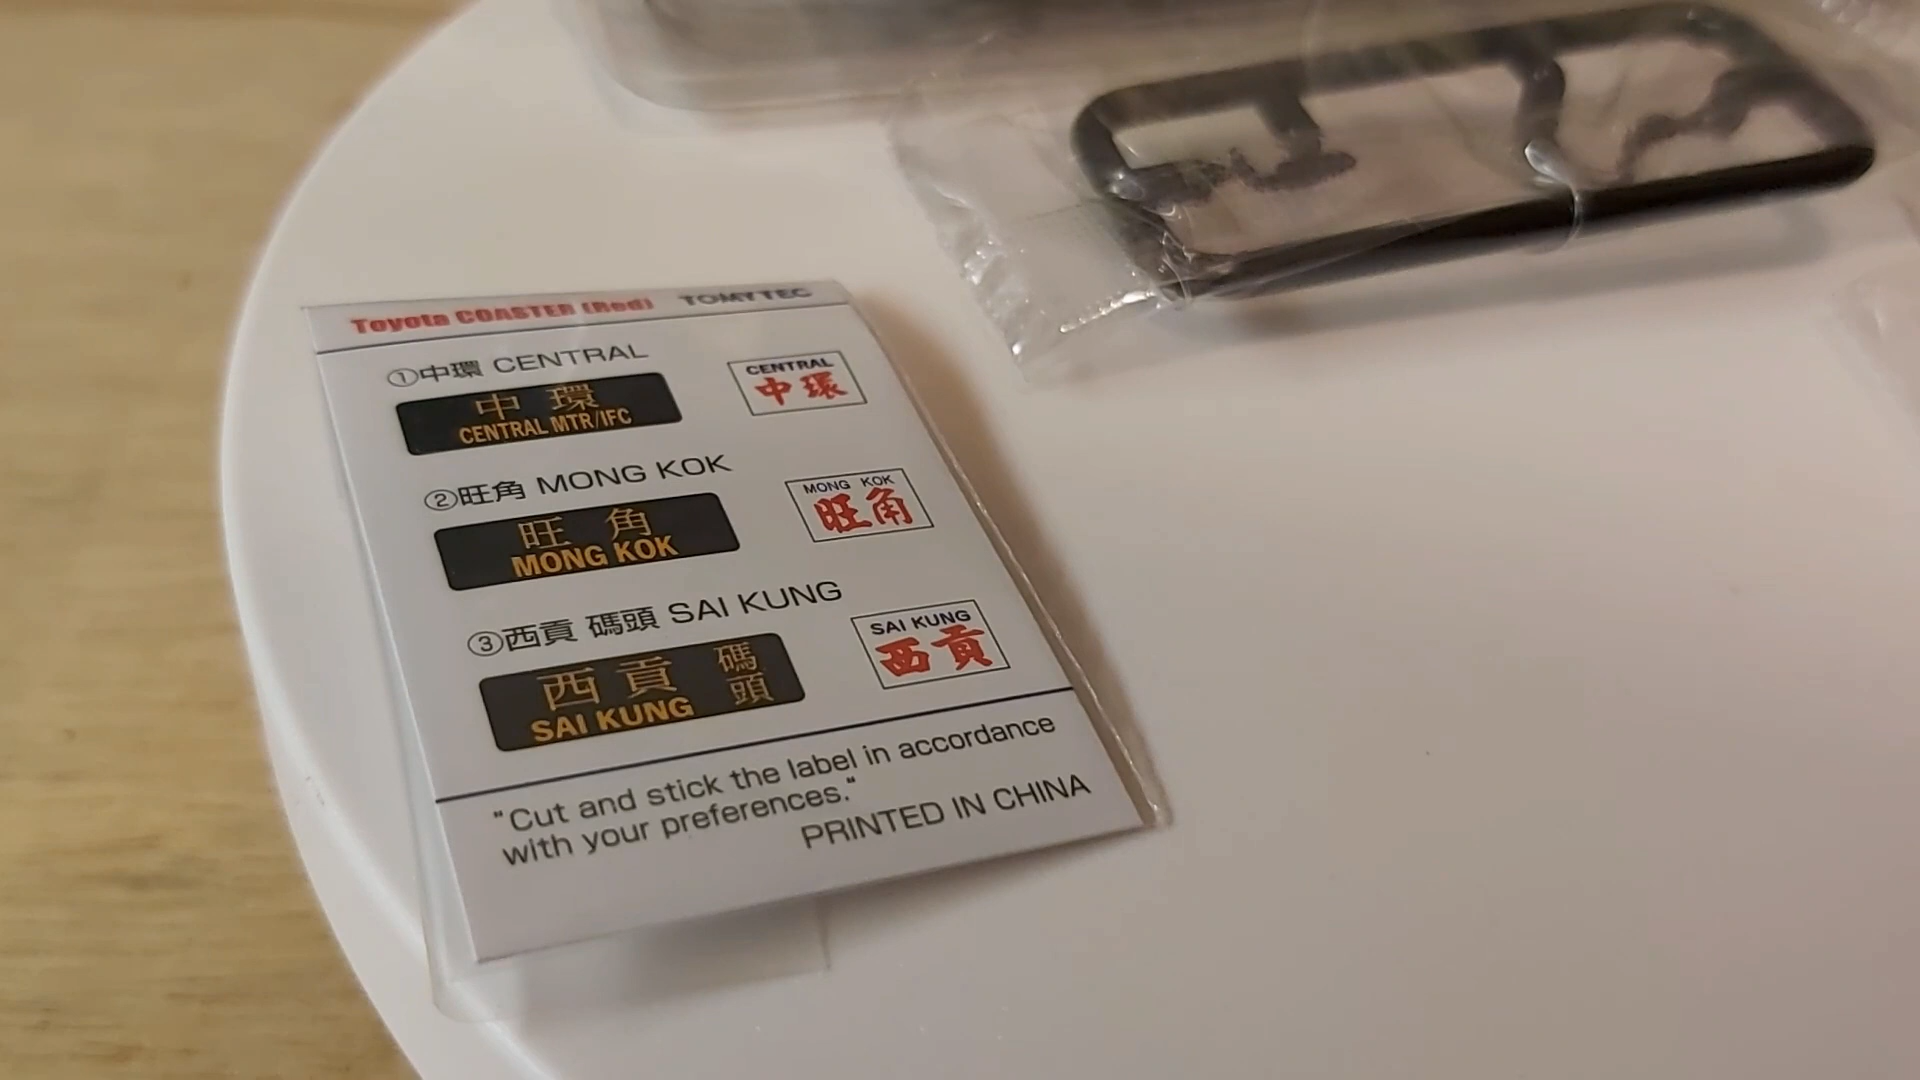 Toyota COASTER (Red) TOMYTEC
①中環 CENTRAL
中環
CENTRAL MTR/IFC
CENTRAL
中環
②旺角 MONG KOK
旺角
MONG KOK
MONG KOK
旺角
③西貢 碼頭 SAI KUNG
西貢 碼頭
SAI KUNG
SAI KUNG
西貢
"Cut and stick the label in accordance
with your preferences."
PRINTED IN CHINA